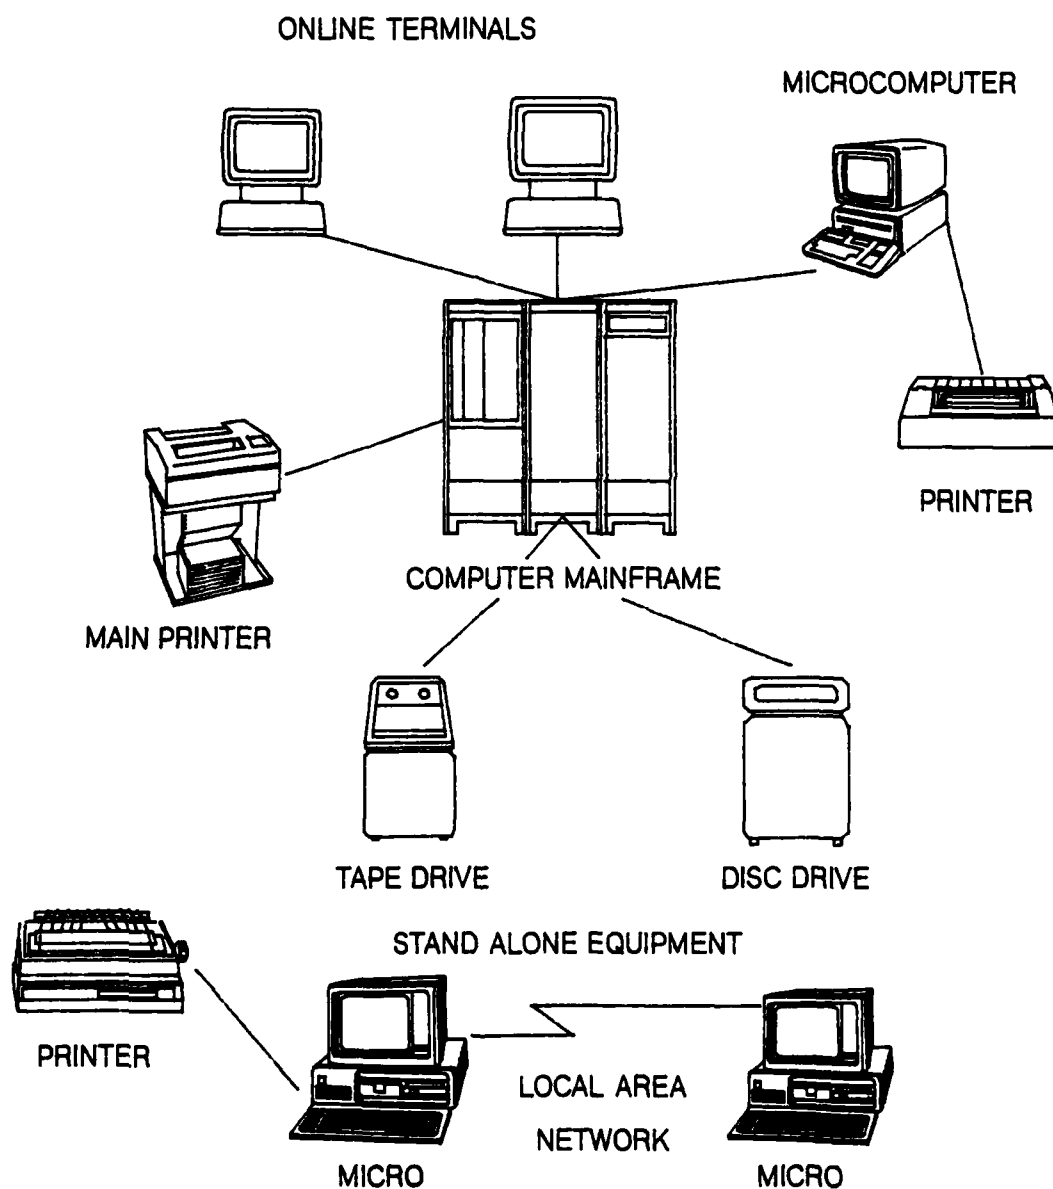 ONLINE TERMINALS
MICROCOMPUTER
PRINTER
COMPUTER MAINFRAME
MAIN PRINTER
TAPE DRIVE
DISC DRIVE
STAND ALONE EQUIPMENT
PRINTER
LOCAL AREA
NETWORK
MICRO
MICRO